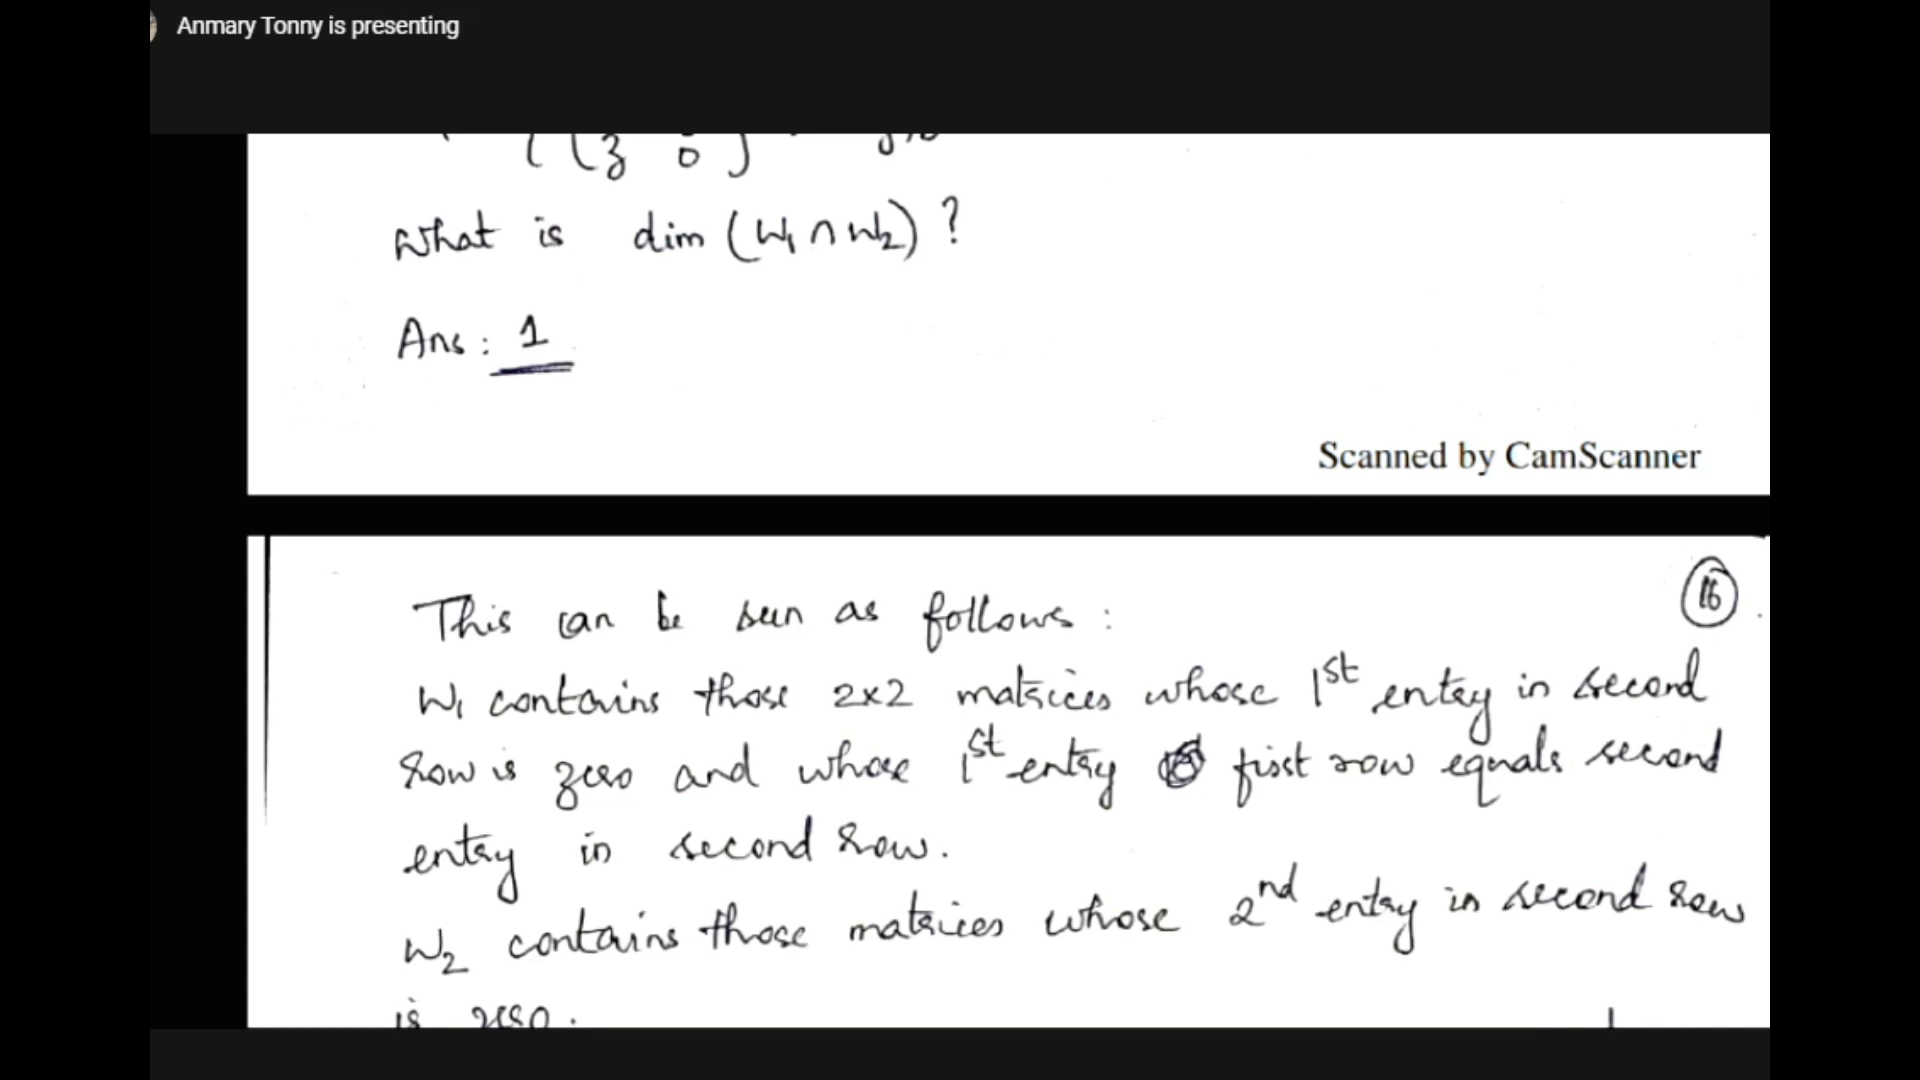 Anmary Tonny is presenting
z 0
What is dim (W₁ ∩ W₂) ?
Ans : 1
Scanned by CamScanner
16
This can be seen as follows :
W₁ contains those 2×2 matrices whose 1st entry in second
row is zero and whose 1st entry first row equals second
entry in second row.
W₂ contains those matrices whose 2nd entry in second row
is zero.